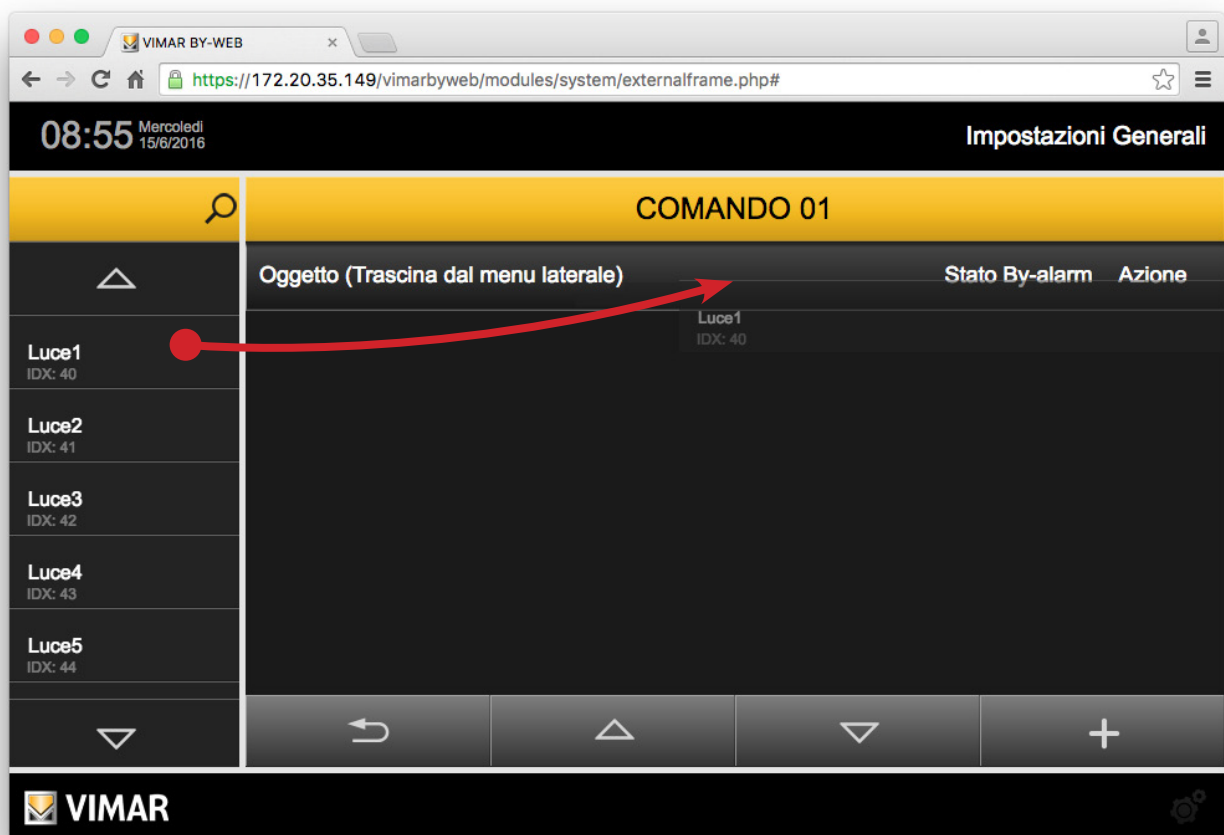 VIMAR BY-WEB
https://172.20.35.149/vimarbyweb/modules/system/externalframe.php#
08:55 Mercoledi
15/6/2016
Impostazioni Generali
COMANDO 01
Oggetto (Trascina dal menu laterale) Stato By-alarm Azione
Luce1
IDX: 40
Luce1
IDX: 40
Luce2
IDX: 41
Luce3
IDX: 42
Luce4
IDX: 43
Luce5
IDX: 44
VIMAR